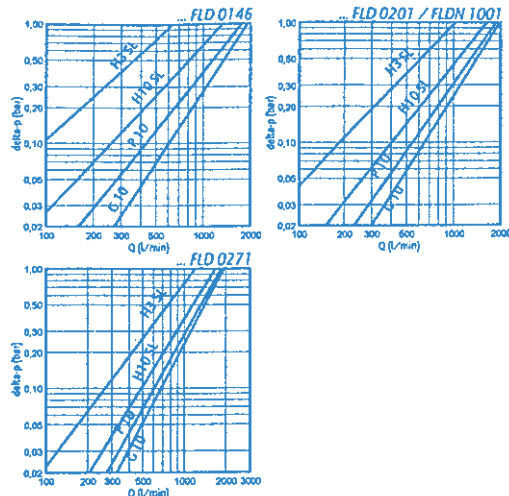 ... FLD 0146
1,00
0,50
0,30
0,20
0,10
0,05
0,03
0,02
delta-p [bar]
H3 SL
H10 SL
P 10
G 10
100
200
300
500
1000
2000
Q (l/min)
... FLD 0201 / FLDN 1001
1,00
0,50
0,30
0,20
0,10
0,05
0,03
0,02
delta-p [bar]
H3 SL
H10 SL
P 10
G 10
100
200
300
500
1000
2000
Q (l/min)
... FLD 0271
1,00
0,50
0,30
0,20
0,10
0,05
0,03
0,02
delta-p [bar]
H3 SL
H10 SL
P 10
G 10
100
200
400
500
1000
2000 3000
Q (l/min)